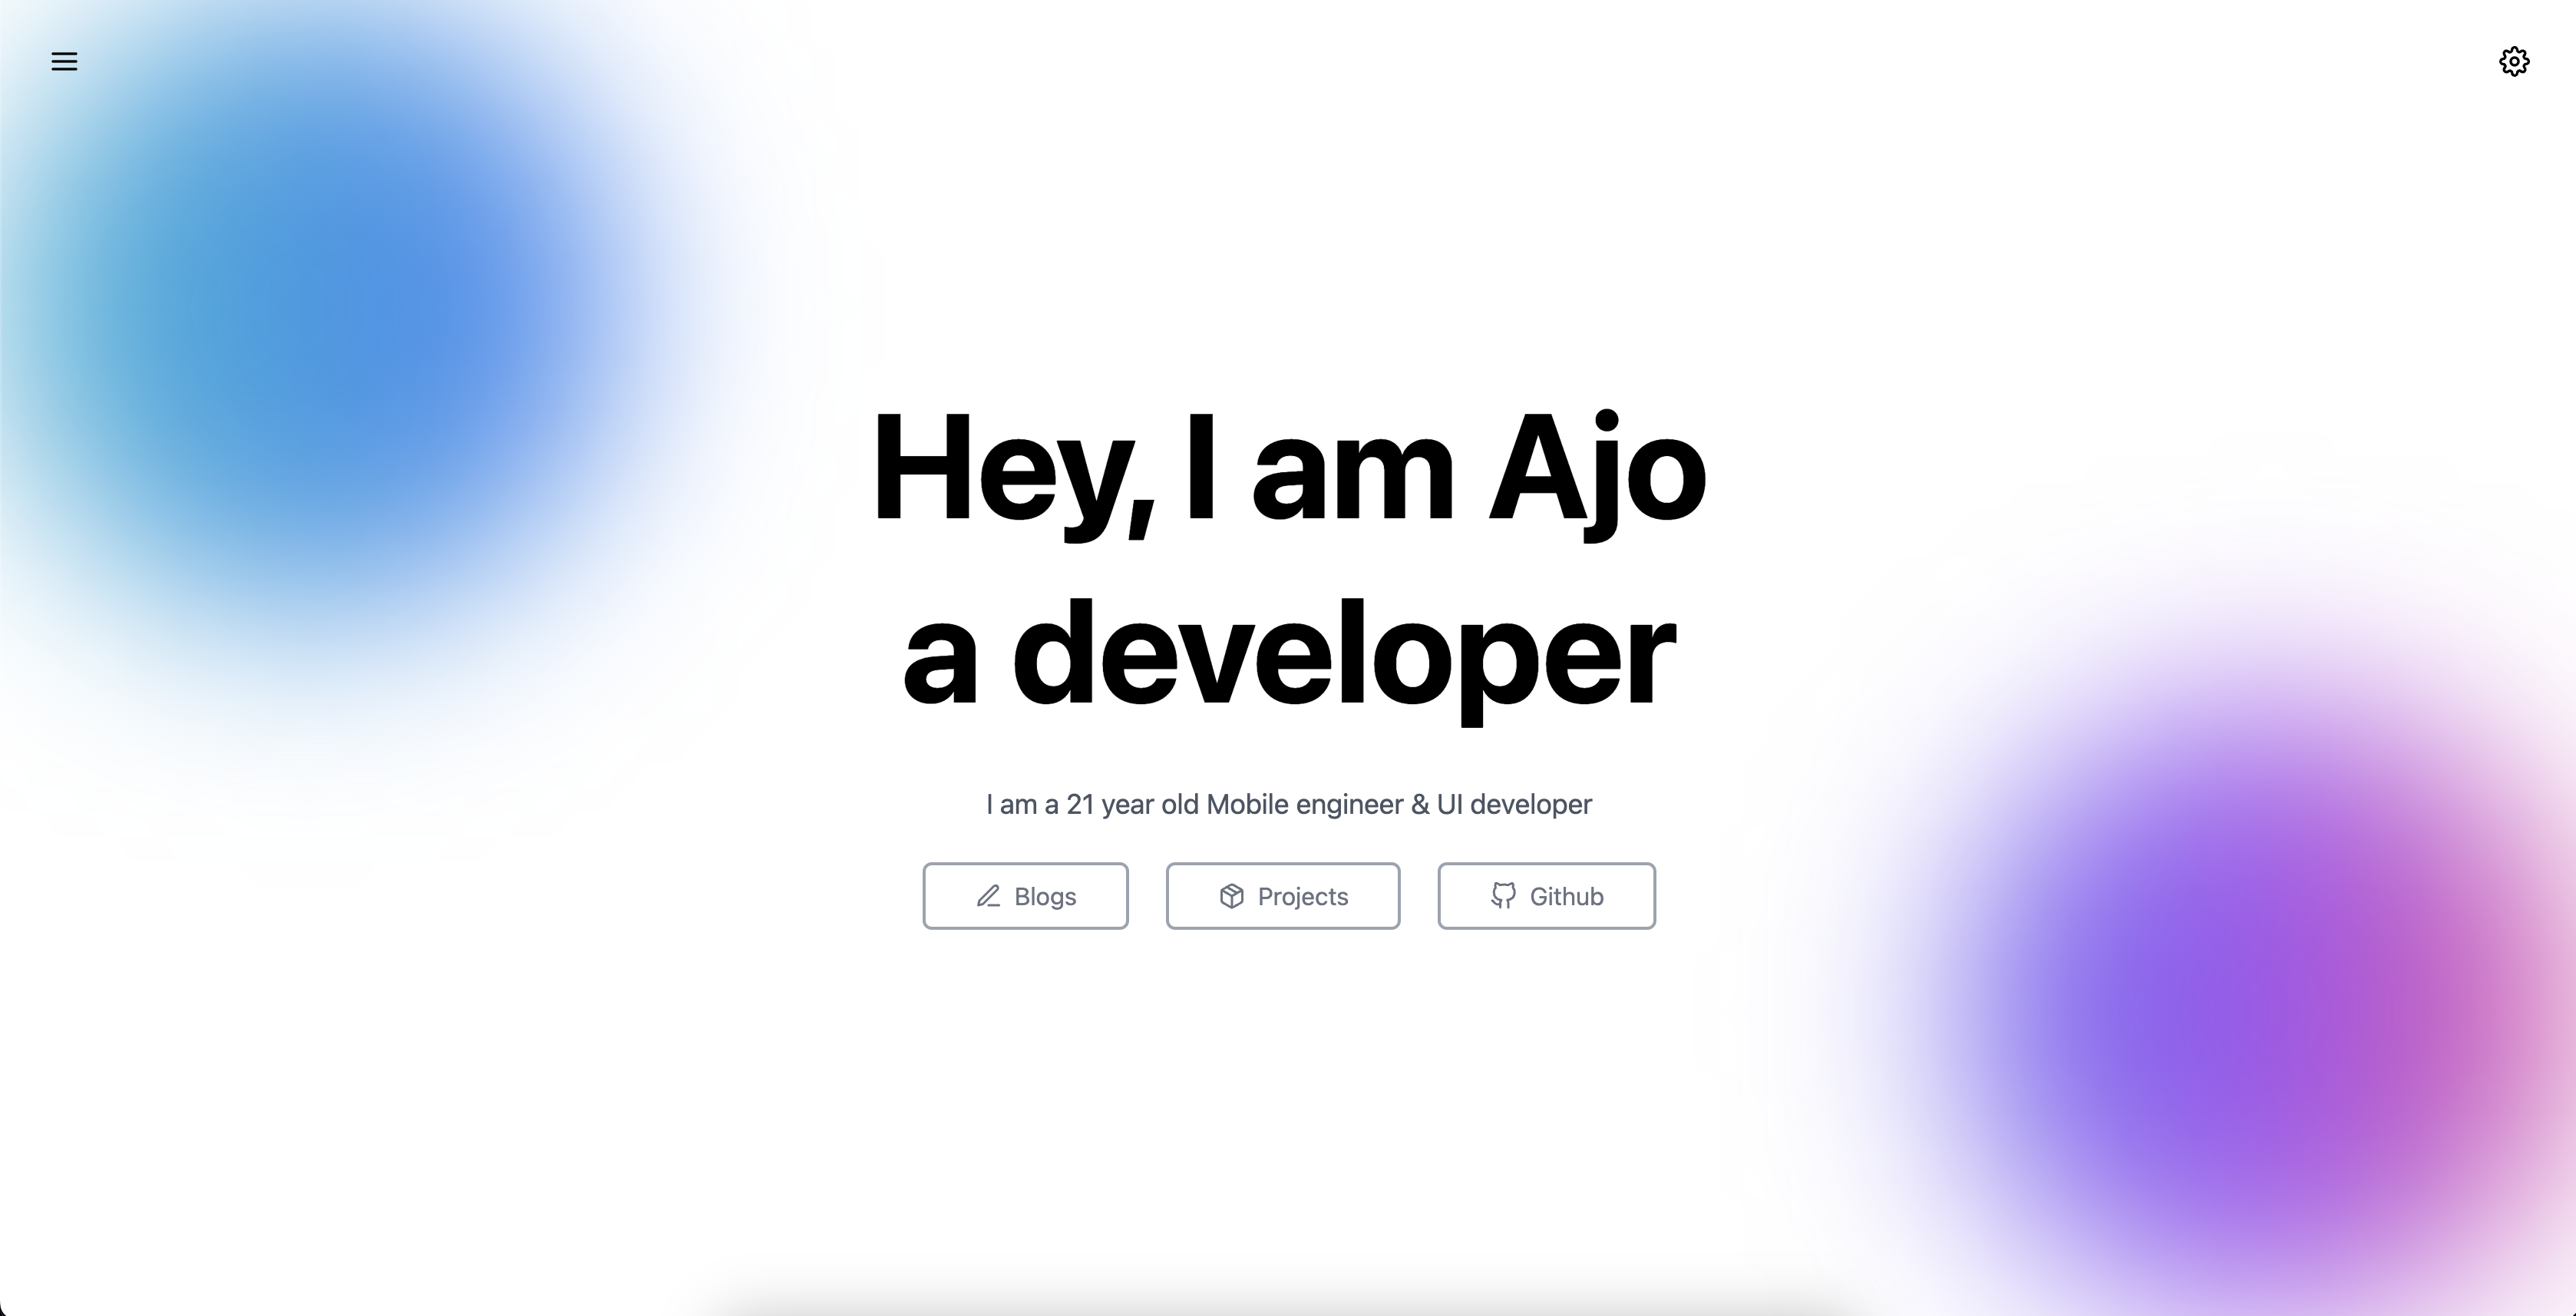 Hey, I am Ajo
a developer
I am a 21 year old Mobile engineer & UI developer
Blogs
Projects
Github